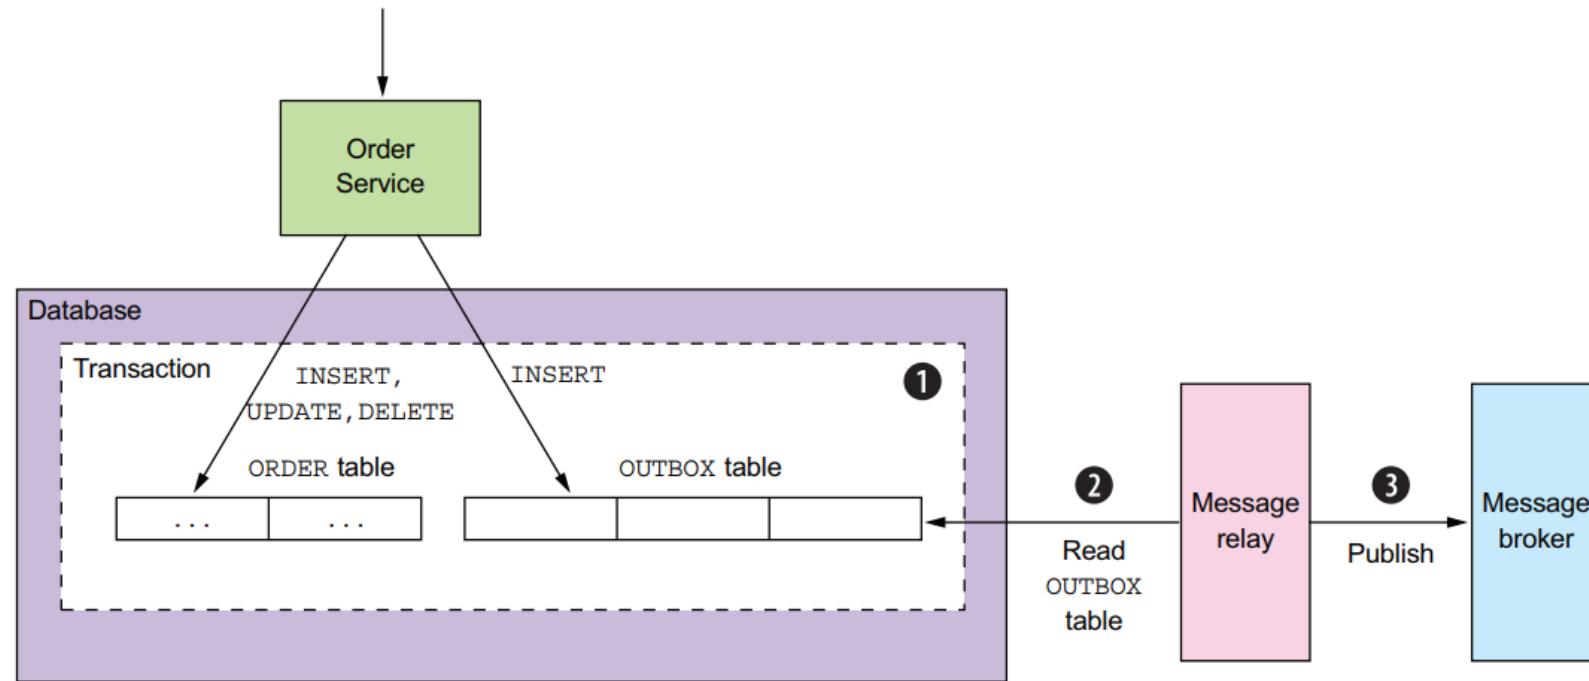 Order
Service
Database
Transaction
INSERT,
UPDATE,DELETE
INSERT
1
ORDER table
OUTBOX table
... ...
2
Read
OUTBOX
table
Message
relay
3
Publish
Message
broker